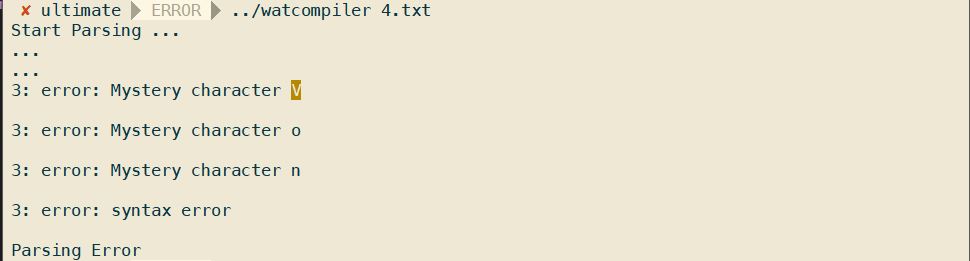 ✘ ultimate ERROR ../watcompiler 4.txt
Start Parsing ...
...
...
3: error: Mystery character V
3: error: Mystery character o
3: error: Mystery character n
3: error: syntax error
Parsing Error